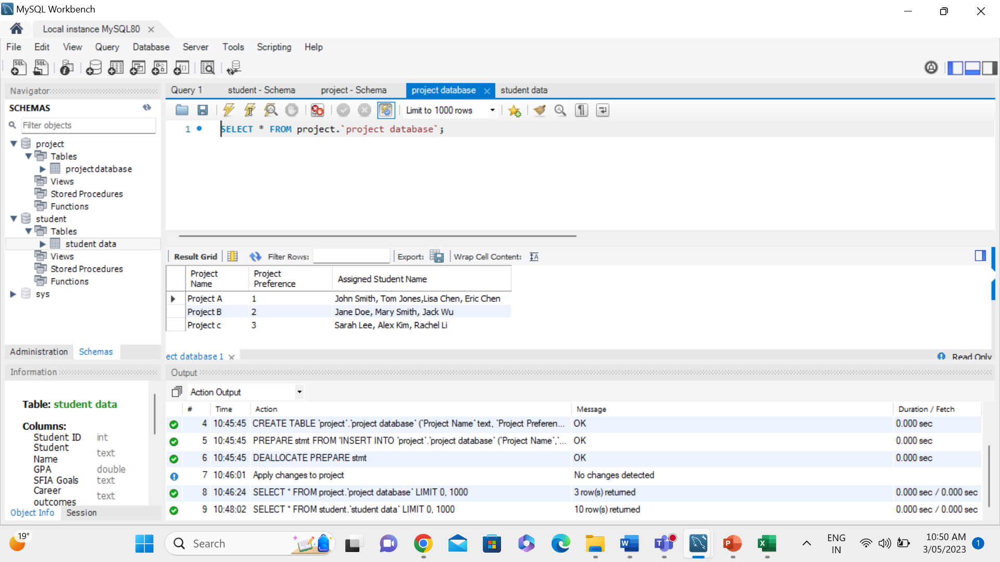 MySQL Workbench
Local instance MySQL80
File Edit View Query Database Server Tools Scripting Help
SQL SQL
Navigator
SCHEMAS
Filter objects
project
Tables
project database
Views
Stored Procedures
Functions
student
Tables
student data
Views
Stored Procedures
Functions
sys
Administration Schemas
Query 1 student - Schema project - Schema project database student data
Limit to 1000 rows
1 SELECT * FROM project.`project database`;
Result Grid Filter Rows: Export: Wrap Cell Content:
Project Name Project Preference Assigned Student Name
Project A 1 John Smith, Tom Jones,Lisa Chen, Eric Chen
Project B 2 Jane Doe, Mary Smith, Jack Wu
Project c 3 Sarah Lee, Alex Kim, Rachel Li
ect database 1 Read Only
Information
Table: student data
Columns:
Student ID int
Student Name text
GPA double
SFIA Goals text
Career outcomes text
Object Info Session
Output
Action Output
# Time Action Message Duration / Fetch
4 10:45:45 CREATE TABLE `project`.`project database` (`Project Name` text, `Project Preferen... OK 0.000 sec
5 10:45:45 PREPARE stmt FROM 'INSERT INTO `project`.`project database` (`Project Name`,`... OK 0.000 sec
6 10:45:45 DEALLOCATE PREPARE stmt OK 0.000 sec
7 10:46:01 Apply changes to project No changes detected
8 10:46:24 SELECT * FROM project.`project database` LIMIT 0, 1000 3 row(s) returned 0.000 sec / 0.000 sec
9 10:48:02 SELECT * FROM student.`student data` LIMIT 0, 1000 10 row(s) returned 0.000 sec / 0.000 sec
19°
Search
ENG
IN
10:50 AM
3/05/2023
1